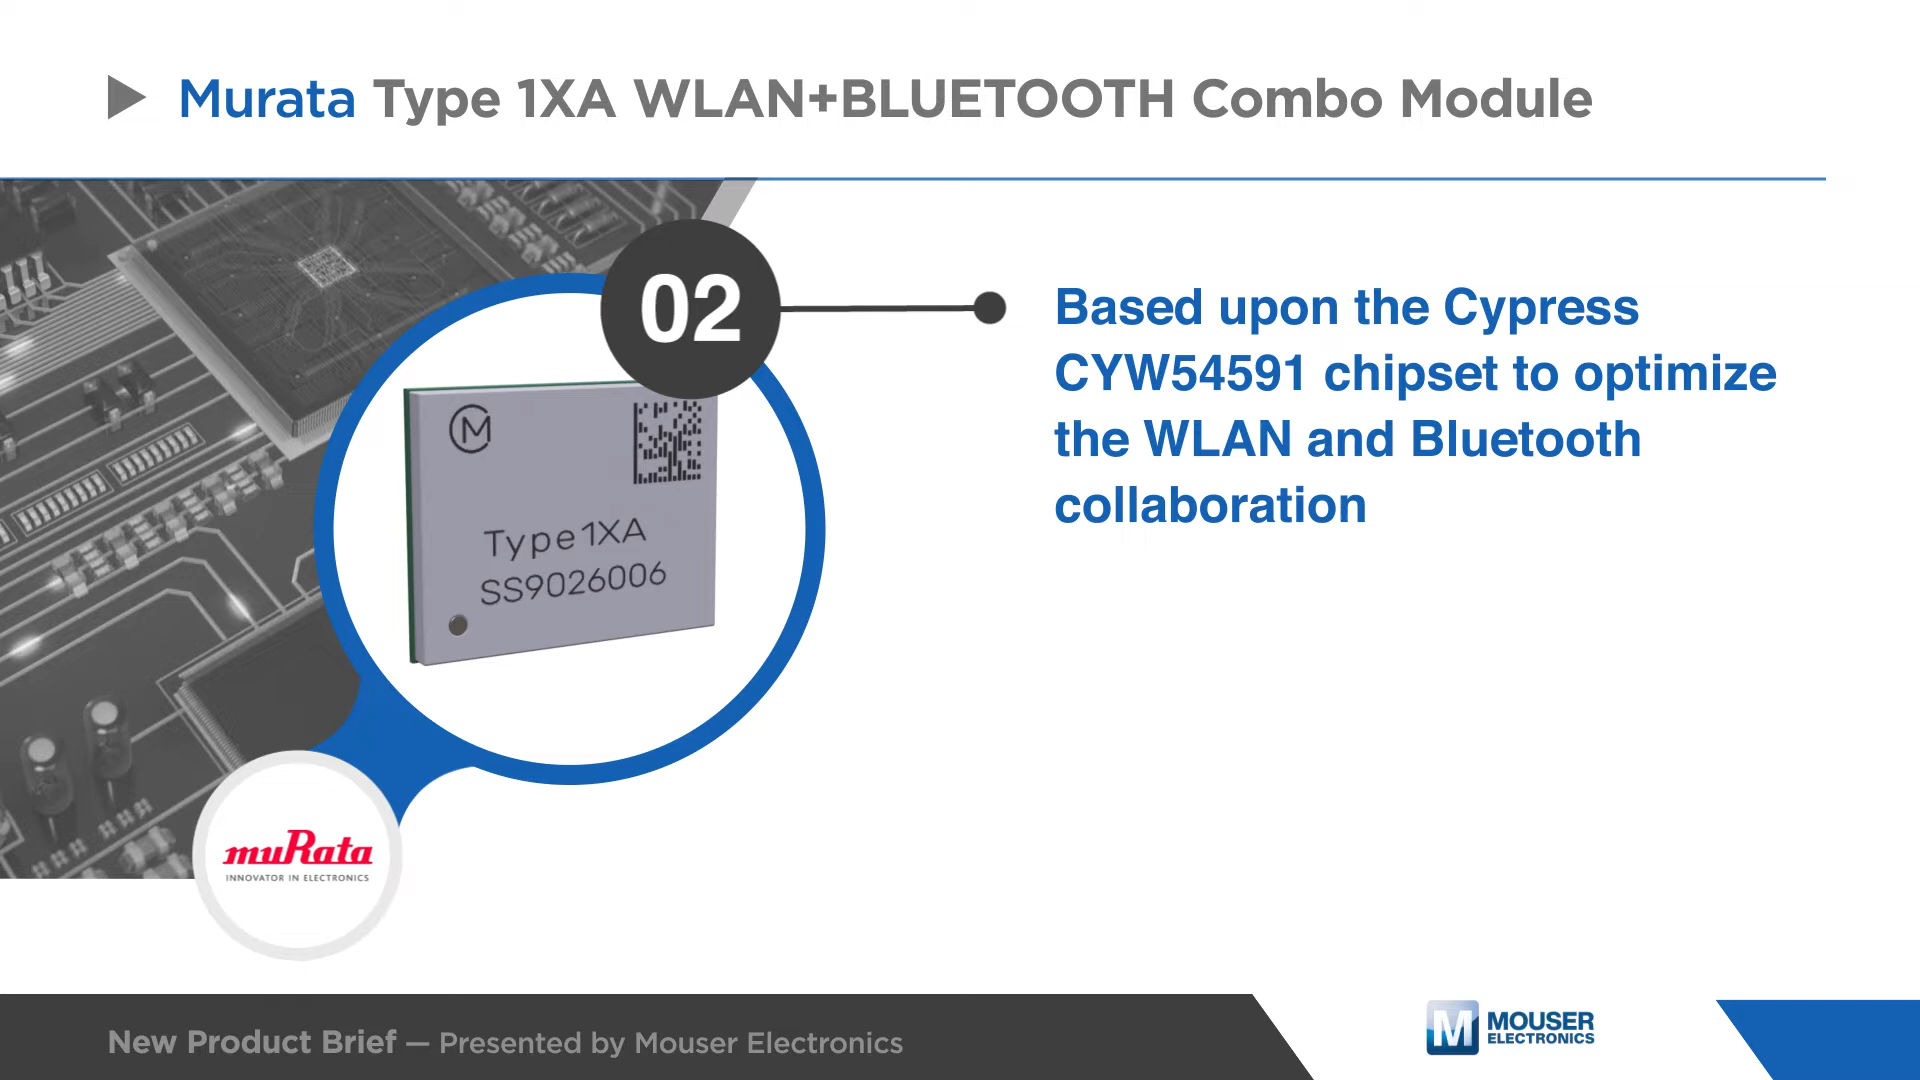 Murata Type 1XA WLAN+BLUETOOTH Combo Module
02
Based upon the Cypress
CYW54591 chipset to optimize
the WLAN and Bluetooth
collaboration
M
Type1XA
SS9026006
muRata
INNOVATOR IN ELECTRONICS
New Product Brief — Presented by Mouser Electronics
M
MOUSER
ELECTRONICS